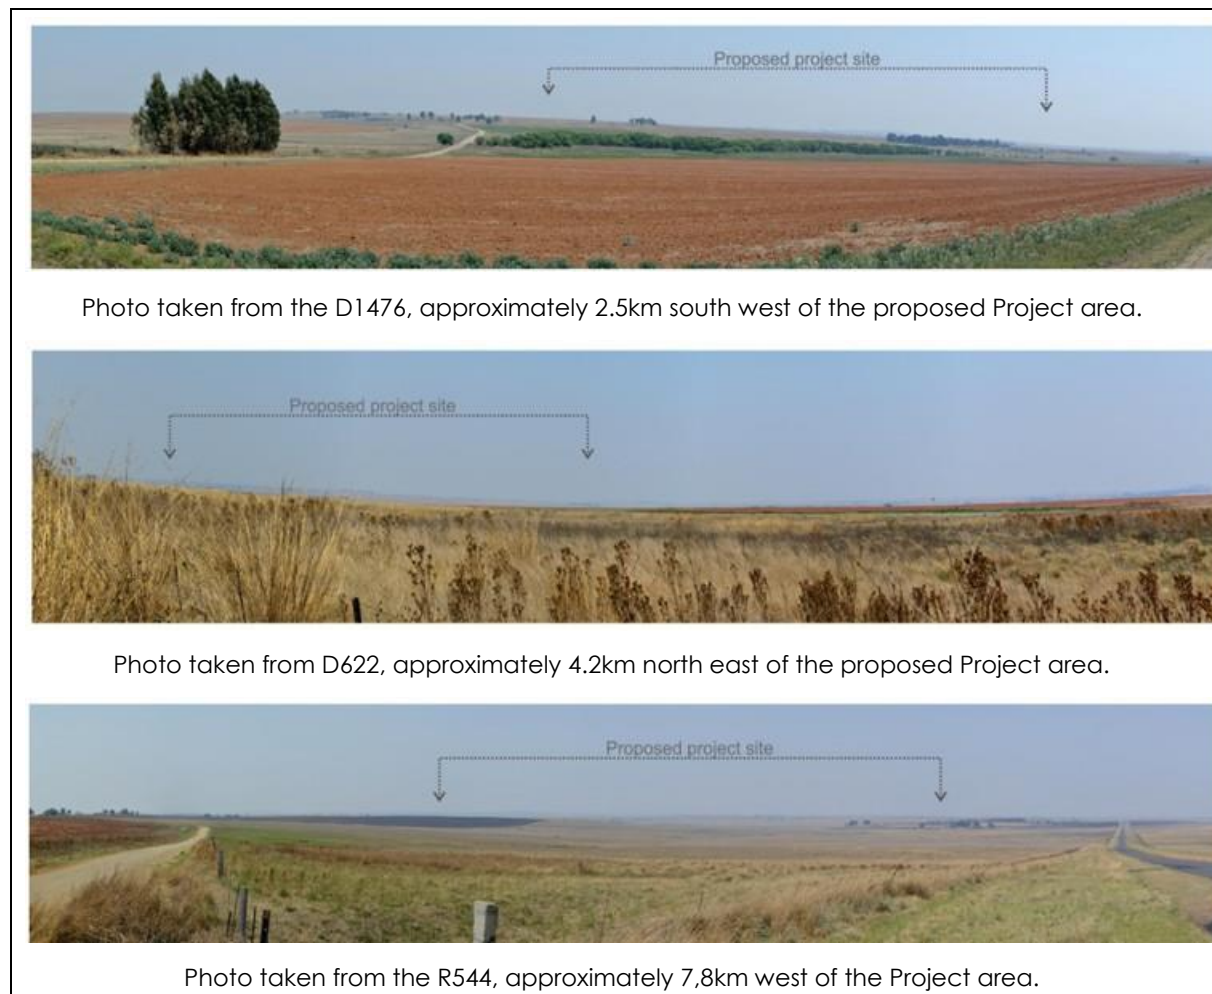 Proposed project site
Photo taken from the D1476, approximately 2.5km south west of the proposed Project area.
Proposed project site
Photo taken from D622, approximately 4.2km north east of the proposed Project area.
Proposed project site
Photo taken from the R544, approximately 7,8km west of the Project area.